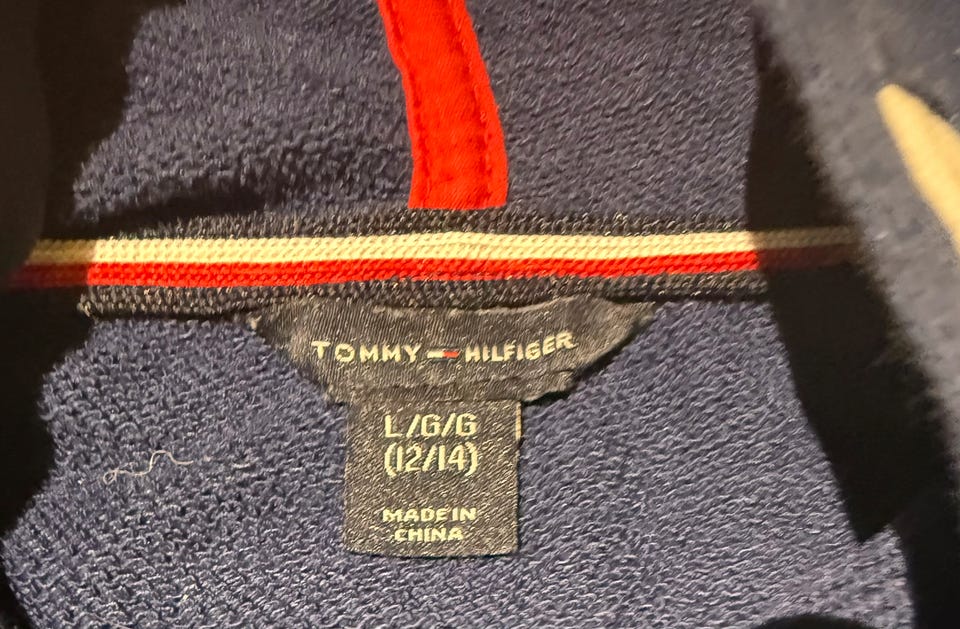 TOMMY HILFIGER
L/G/G
(12/14)
MADE IN
CHINA